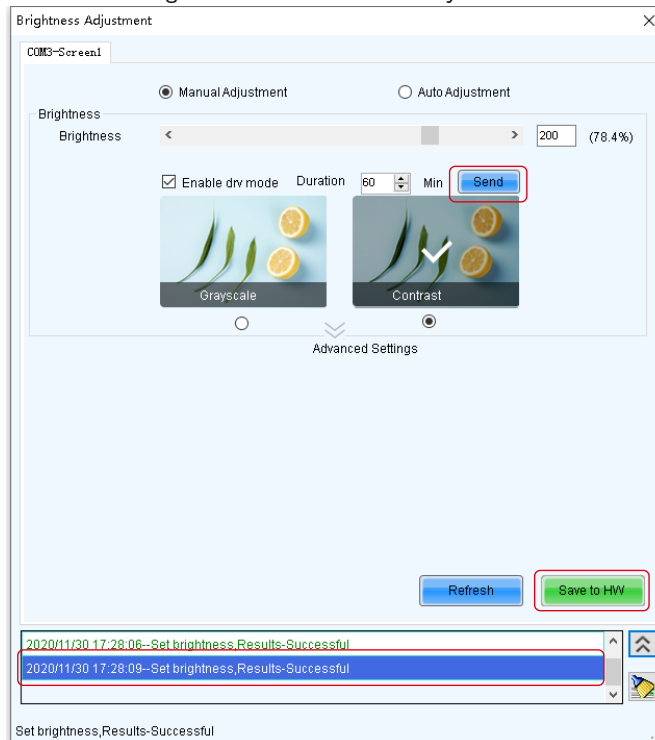 Brightness Adjustment
COM3-Screen1
Manual Adjustment Auto Adjustment
Brightness
Brightness 200 (78.4%)
Enable drv mode Duration 60 Min Send
Grayscale Contrast
Advanced Settings
Refresh Save to HW
2020/11/30 17:28:06--Set brightness,Results-Successful
2020/11/30 17:28:09--Set brightness,Results-Successful
Set brightness,Results-Successful